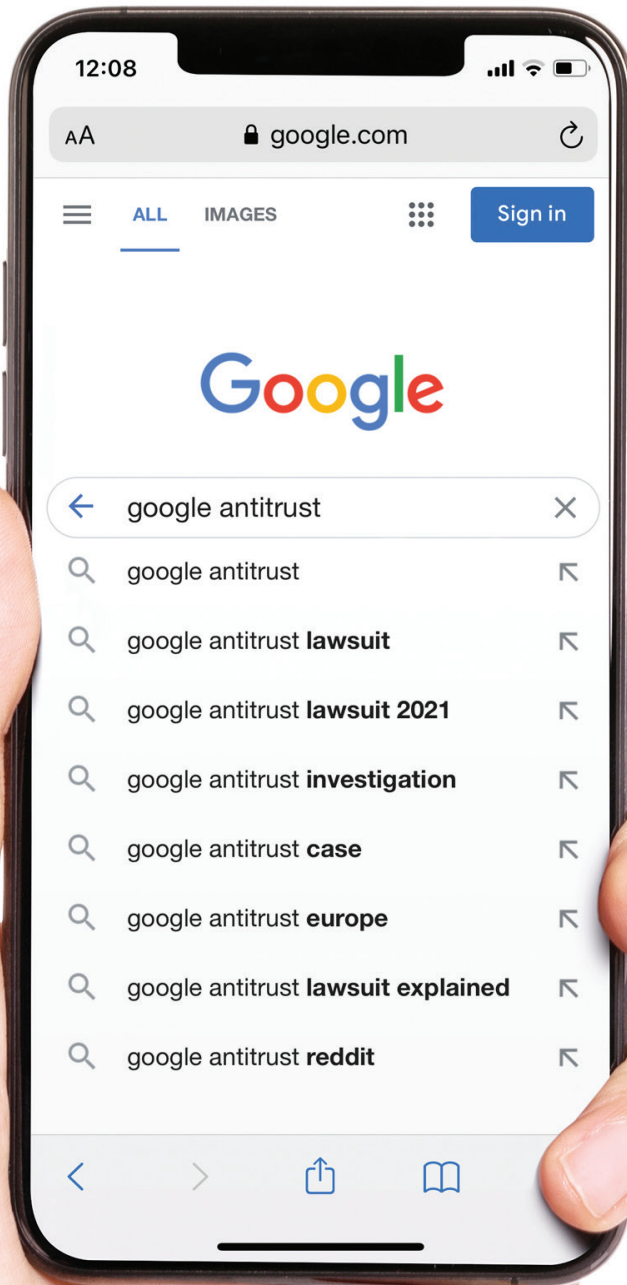 12:08
AA
google.com
ALL
IMAGES
Sign in
Google
google antitrust
google antitrust
google antitrust lawsuit
google antitrust lawsuit 2021
google antitrust investigation
google antitrust case
google antitrust europe
google antitrust lawsuit explained
google antitrust reddit